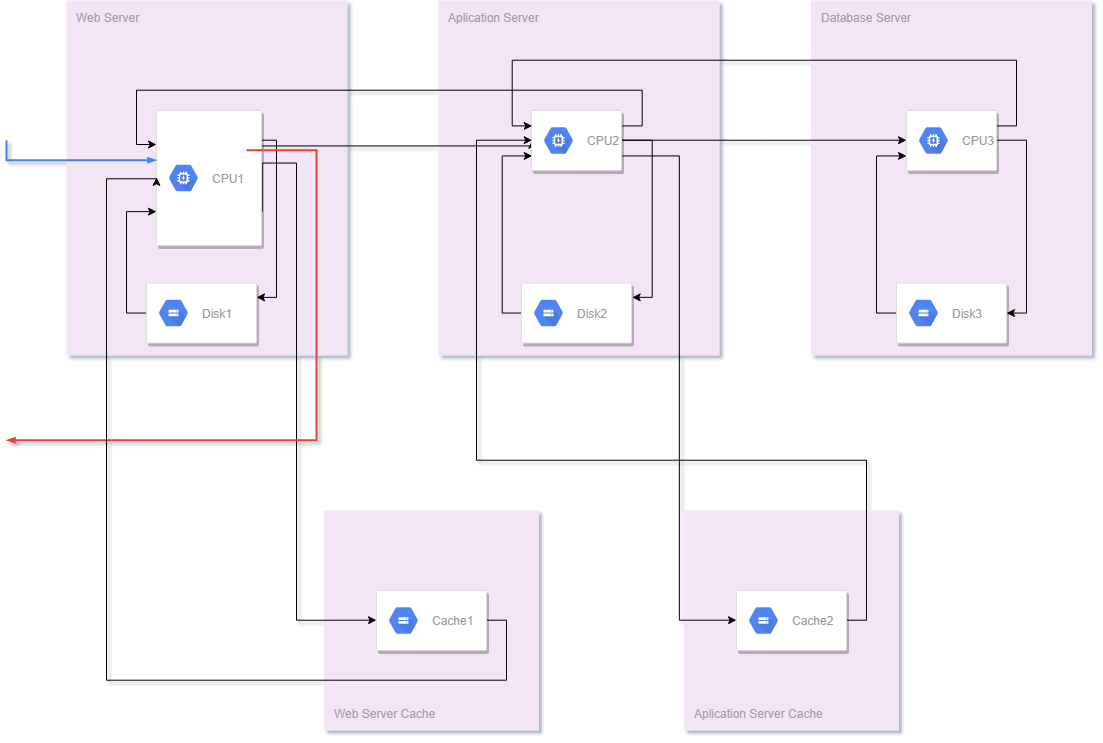 Web Server
Aplication Server
Database Server
CPU1
CPU2
CPU3
Disk1
Disk2
Disk3
Cache1
Cache2
Web Server Cache
Aplication Server Cache